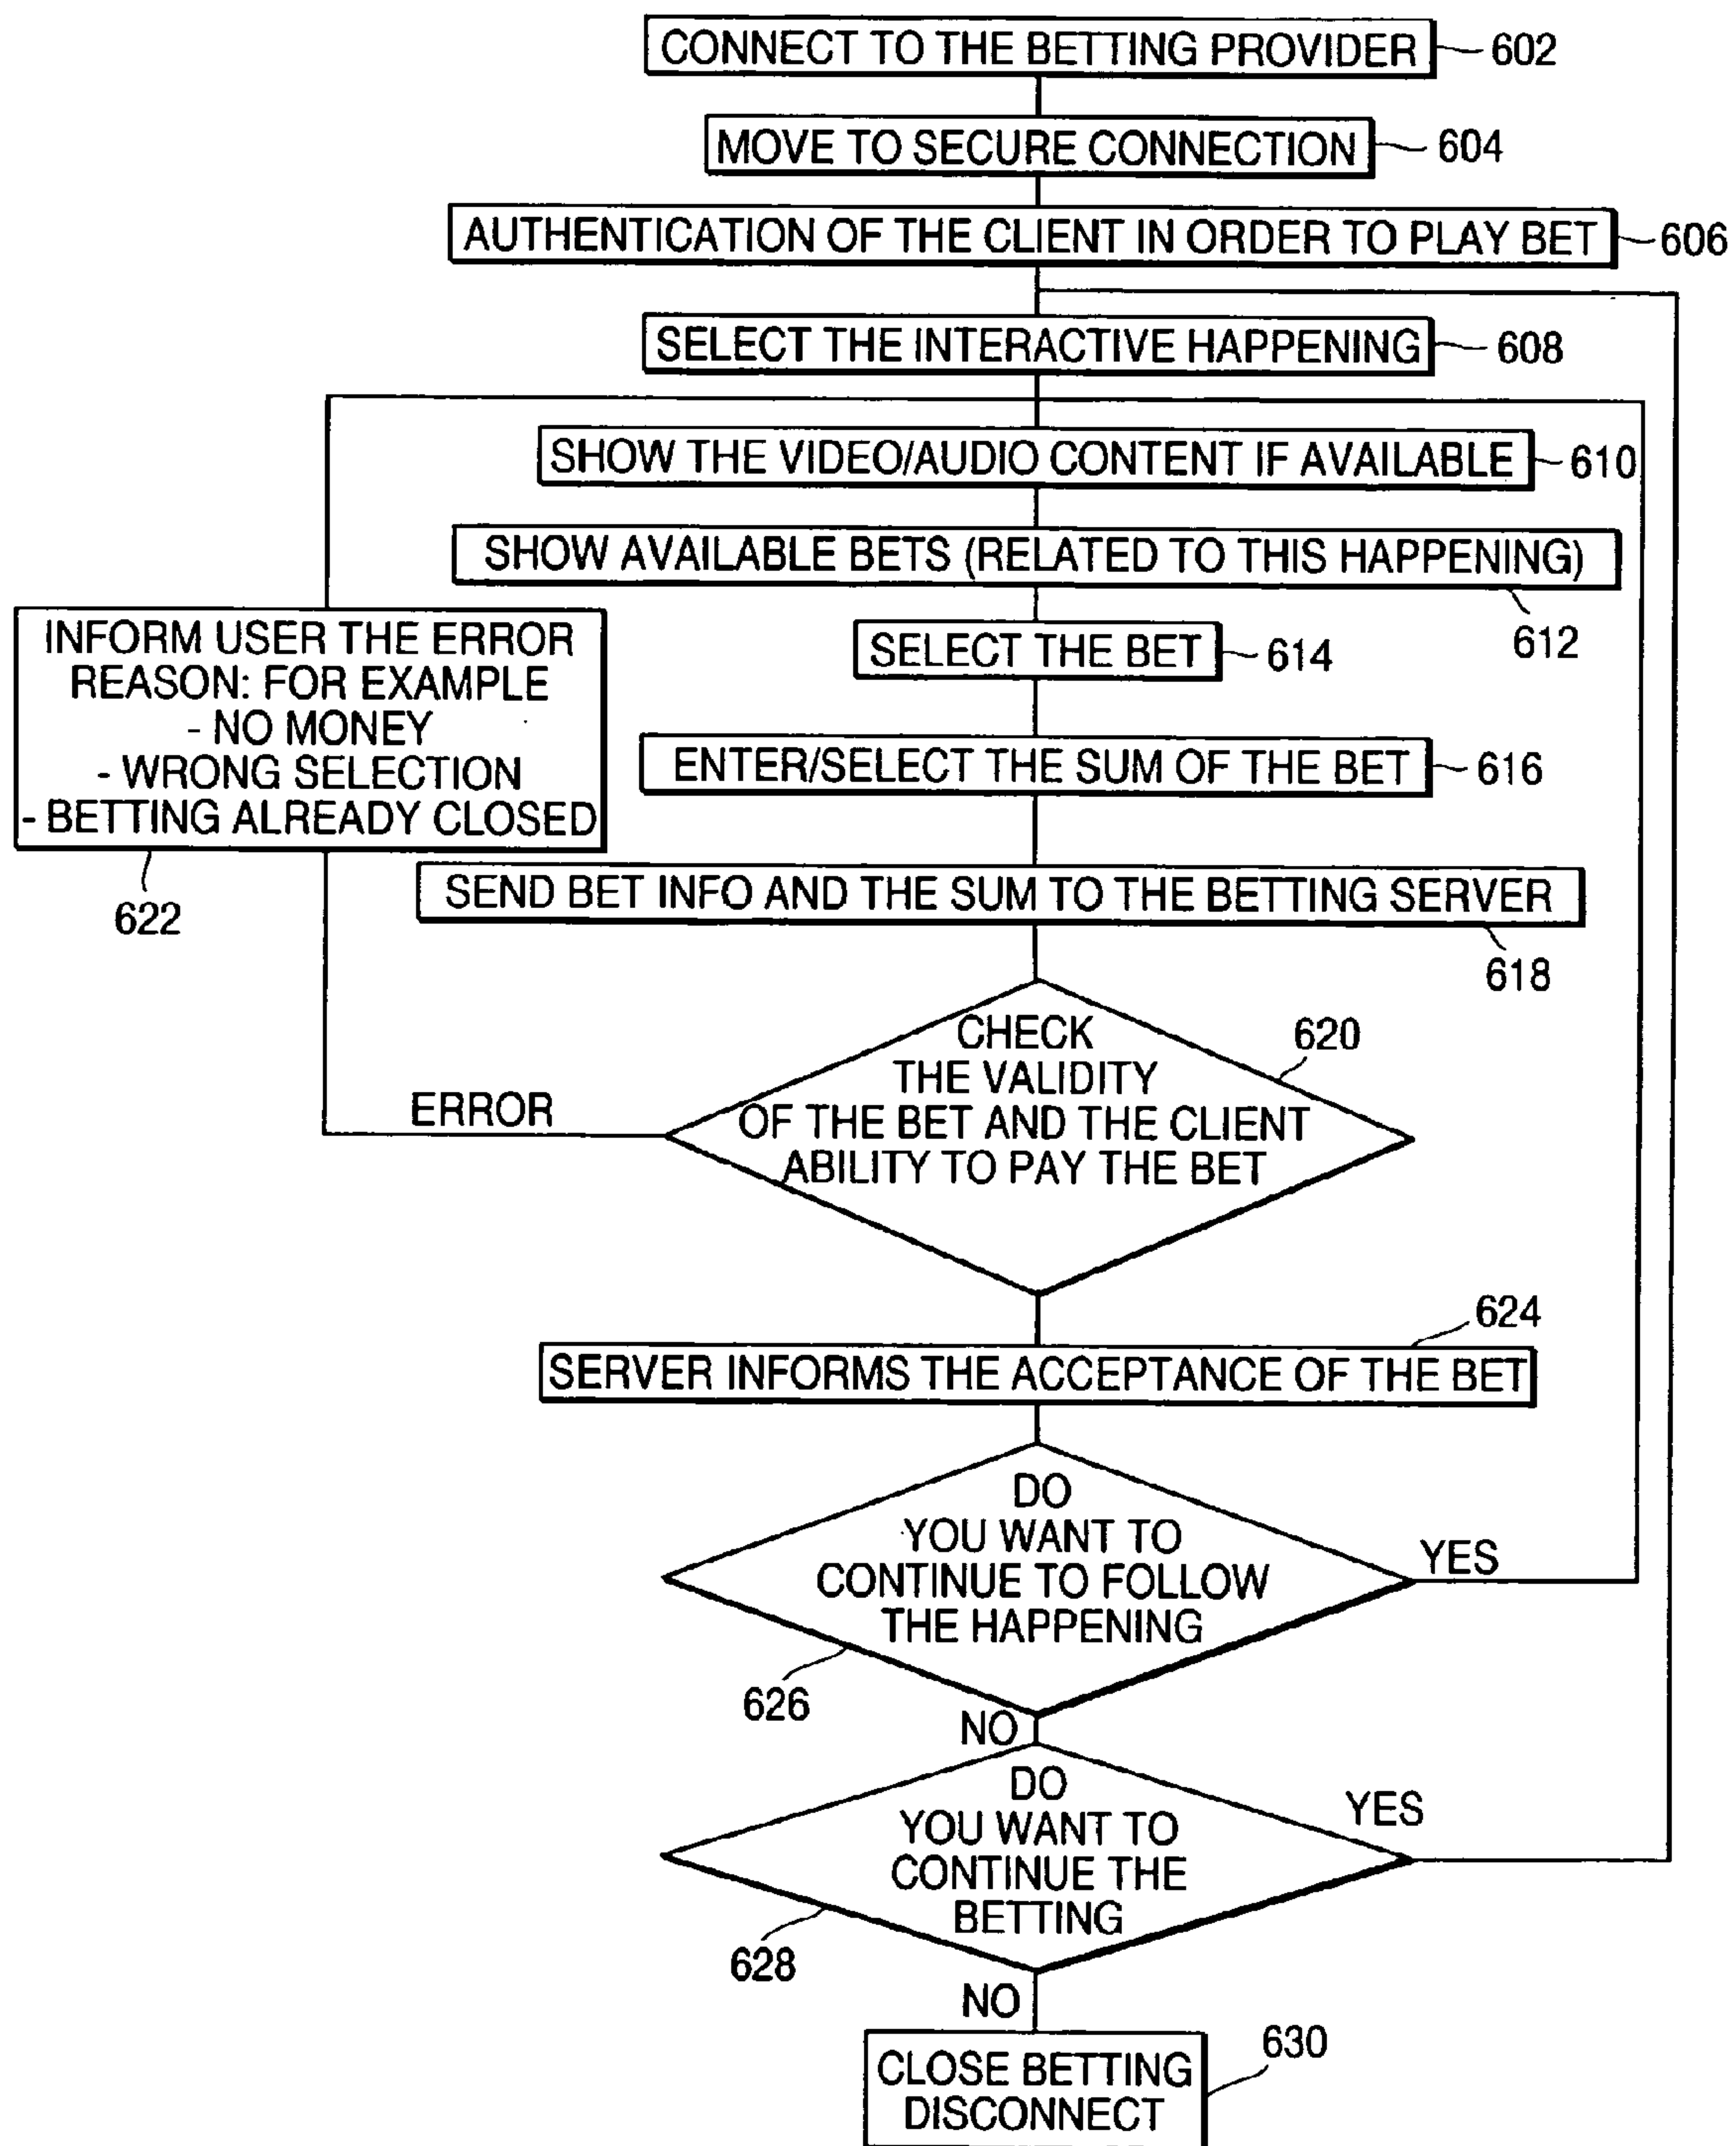 CONNECT TO THE BETTING PROVIDER 602
MOVE TO SECURE CONNECTION 604
AUTHENTICATION OF THE CLIENT IN ORDER TO PLAY BET 606
SELECT THE INTERACTIVE HAPPENING 608
SHOW THE VIDEO/AUDIO CONTENT IF AVAILABLE 610
SHOW AVAILABLE BETS (RELATED TO THIS HAPPENING)
612
INFORM USER THE ERROR
REASON: FOR EXAMPLE
- NO MONEY
- WRONG SELECTION
- BETTING ALREADY CLOSED
622
SELECT THE BET 614
ENTER/SELECT THE SUM OF THE BET 616
SEND BET INFO AND THE SUM TO THE BETTING SERVER
618
CHECK
THE VALIDITY
OF THE BET AND THE CLIENT
ABILITY TO PAY THE BET
620
ERROR
624
SERVER INFORMS THE ACCEPTANCE OF THE BET
DO
YOU WANT TO
CONTINUE TO FOLLOW
THE HAPPENING
YES
626
NO
DO
YOU WANT TO
CONTINUE THE
BETTING
YES
628
NO
630
CLOSE BETTING
DISCONNECT